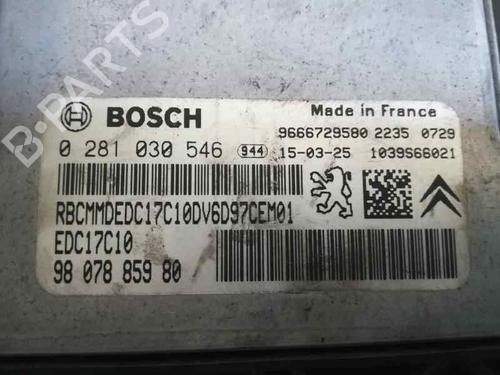 B-PARTS
BOSCH
Made in France
9666729580 2235 0729
0 281 030 546 944 15-03-25 1039S66021
RBCMMDEDC17C10DV6D97CEM01
EDC17C10
98 078 859 80